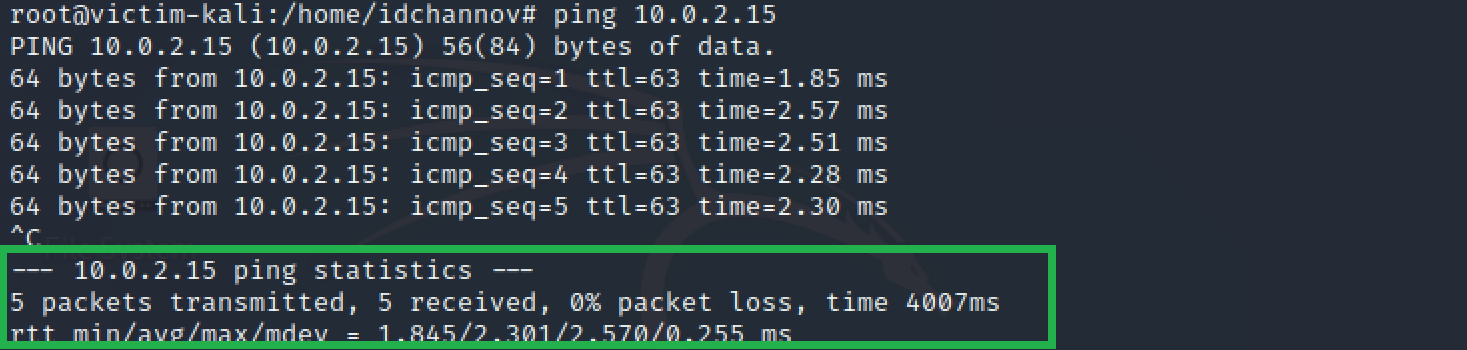 root@victim-kali:/home/idchannov# ping 10.0.2.15
PING 10.0.2.15 (10.0.2.15) 56(84) bytes of data.
64 bytes from 10.0.2.15: icmp_seq=1 ttl=63 time=1.85 ms
64 bytes from 10.0.2.15: icmp_seq=2 ttl=63 time=2.57 ms
64 bytes from 10.0.2.15: icmp_seq=3 ttl=63 time=2.51 ms
64 bytes from 10.0.2.15: icmp_seq=4 ttl=63 time=2.28 ms
64 bytes from 10.0.2.15: icmp_seq=5 ttl=63 time=2.30 ms
^C
--- 10.0.2.15 ping statistics ---
5 packets transmitted, 5 received, 0% packet loss, time 4007ms
rtt min/avg/max/mdev = 1.845/2.301/2.570/0.255 ms